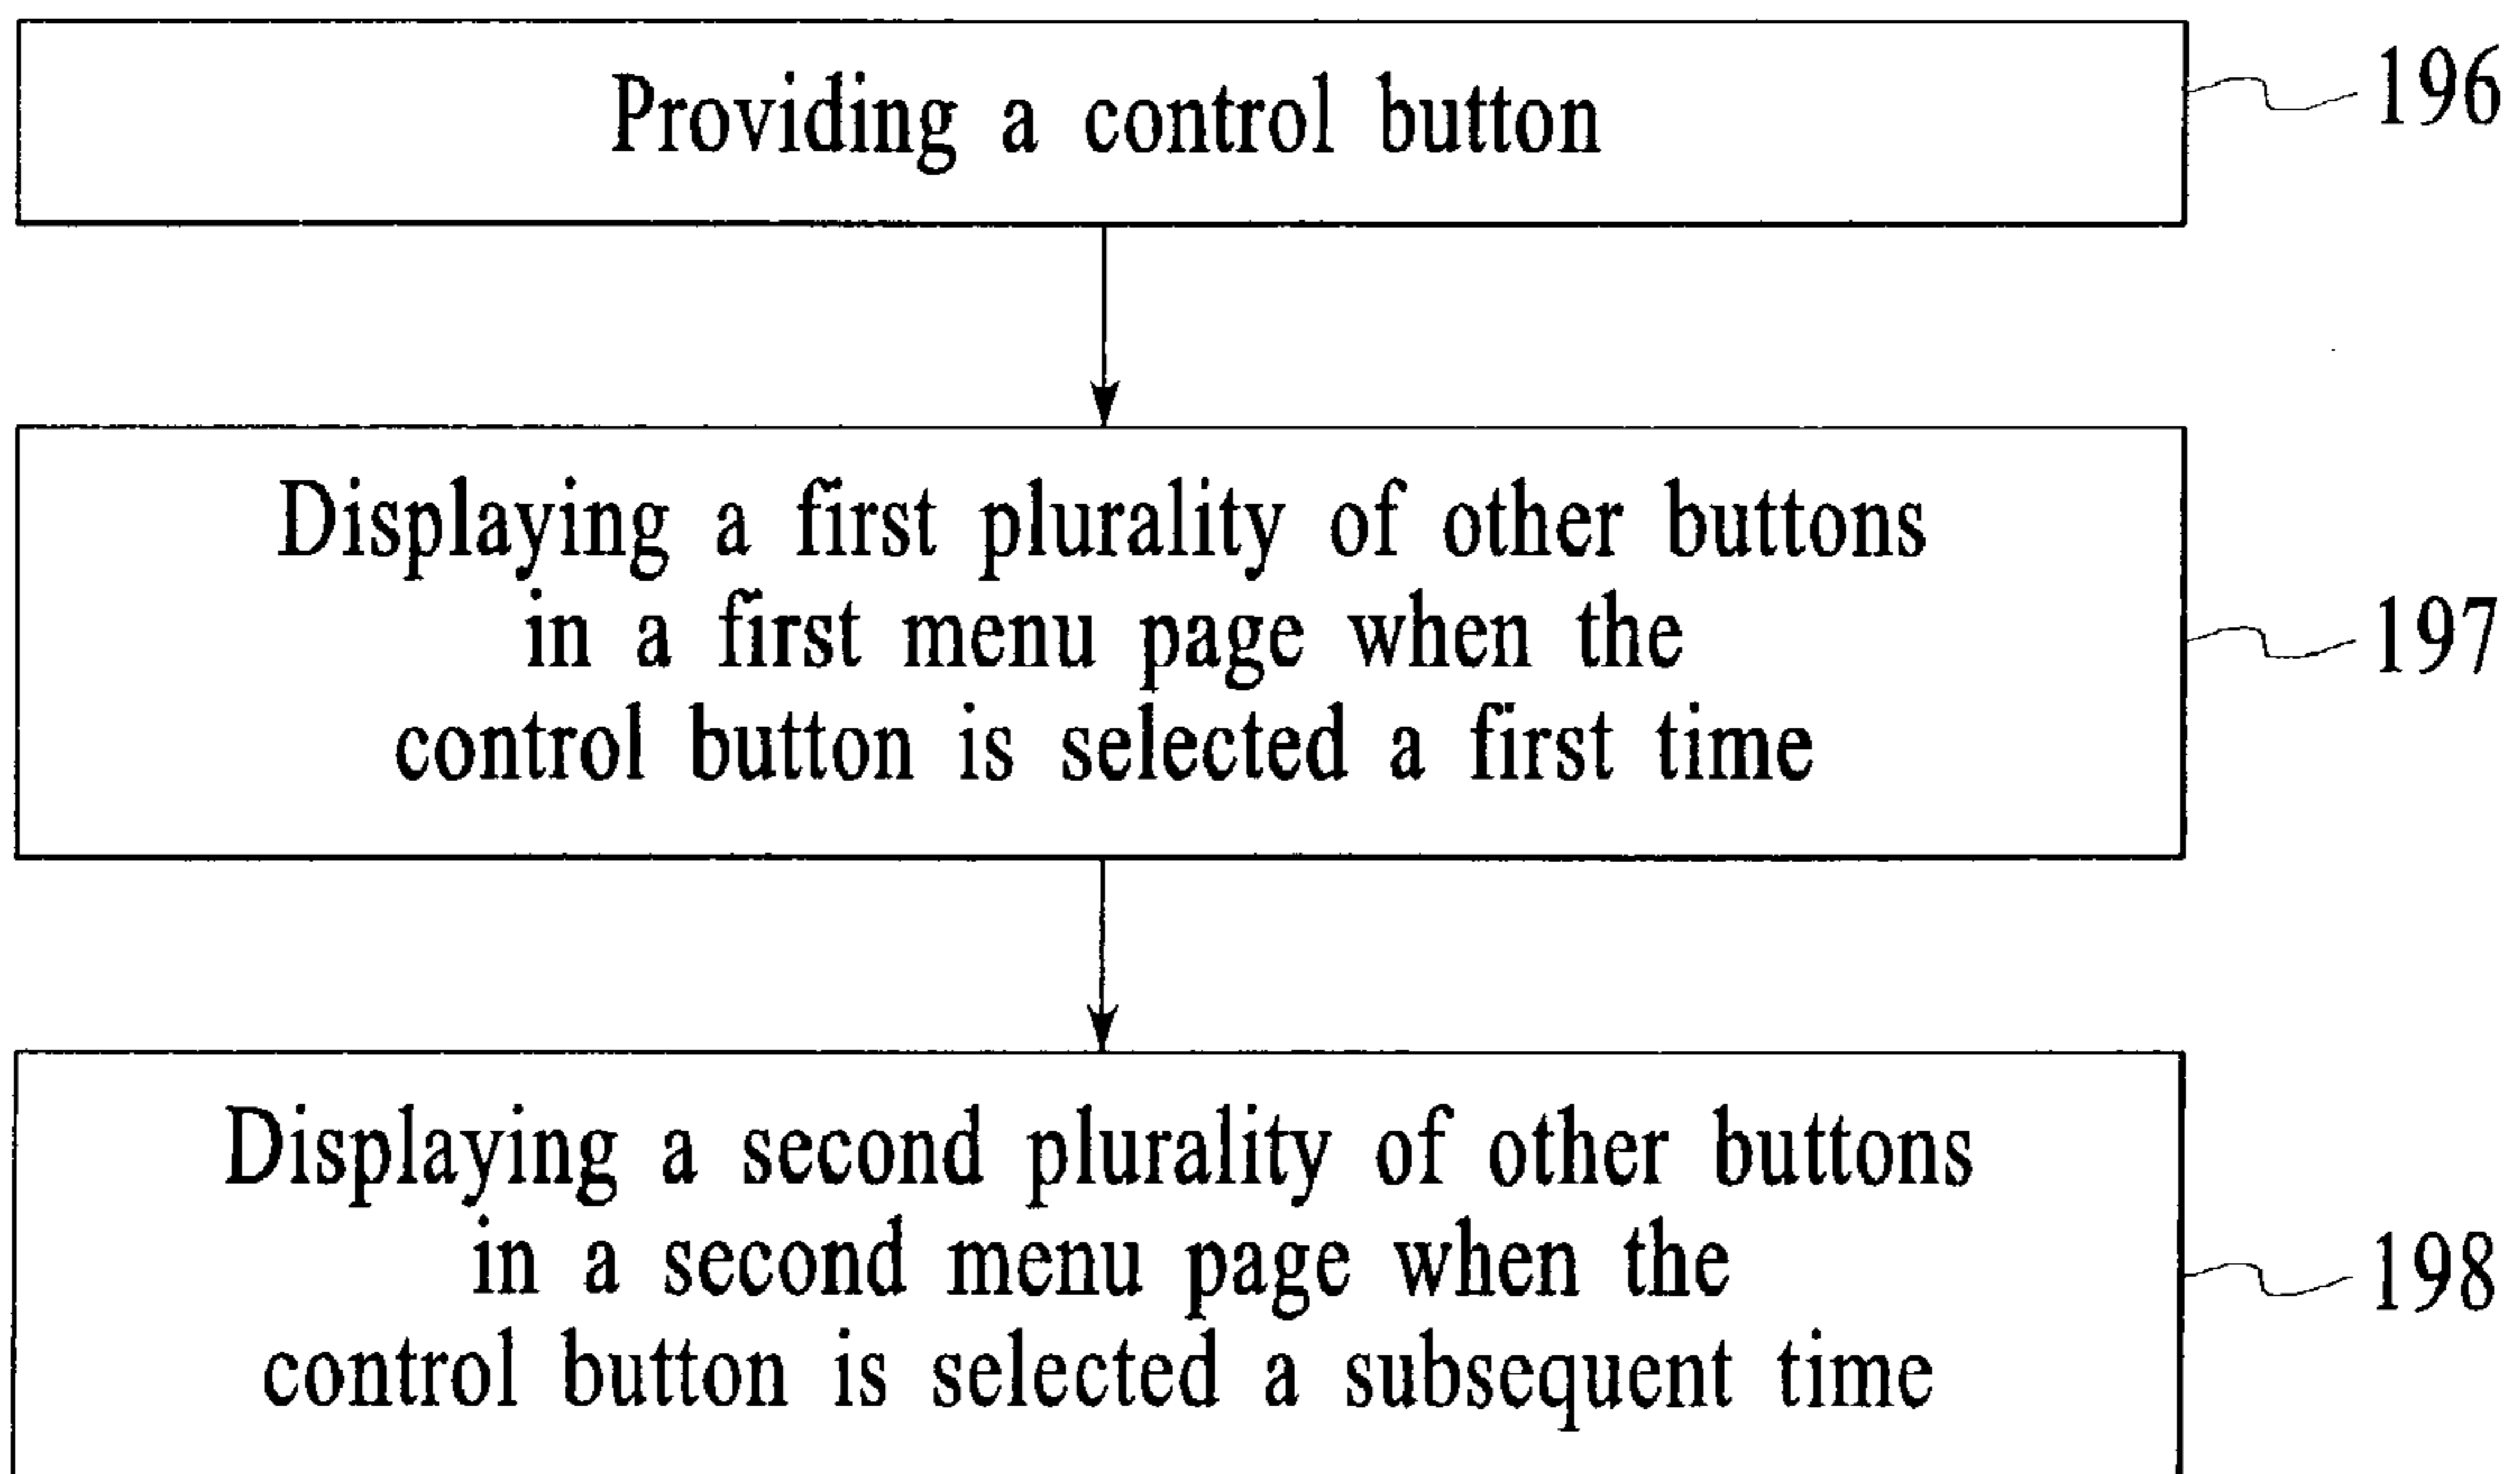 Providing a control button
196
Displaying a first plurality of other buttons
in a first menu page when the
control button is selected a first time
197
Displaying a second plurality of other buttons
in a second menu page when the
control button is selected a subsequent time
198